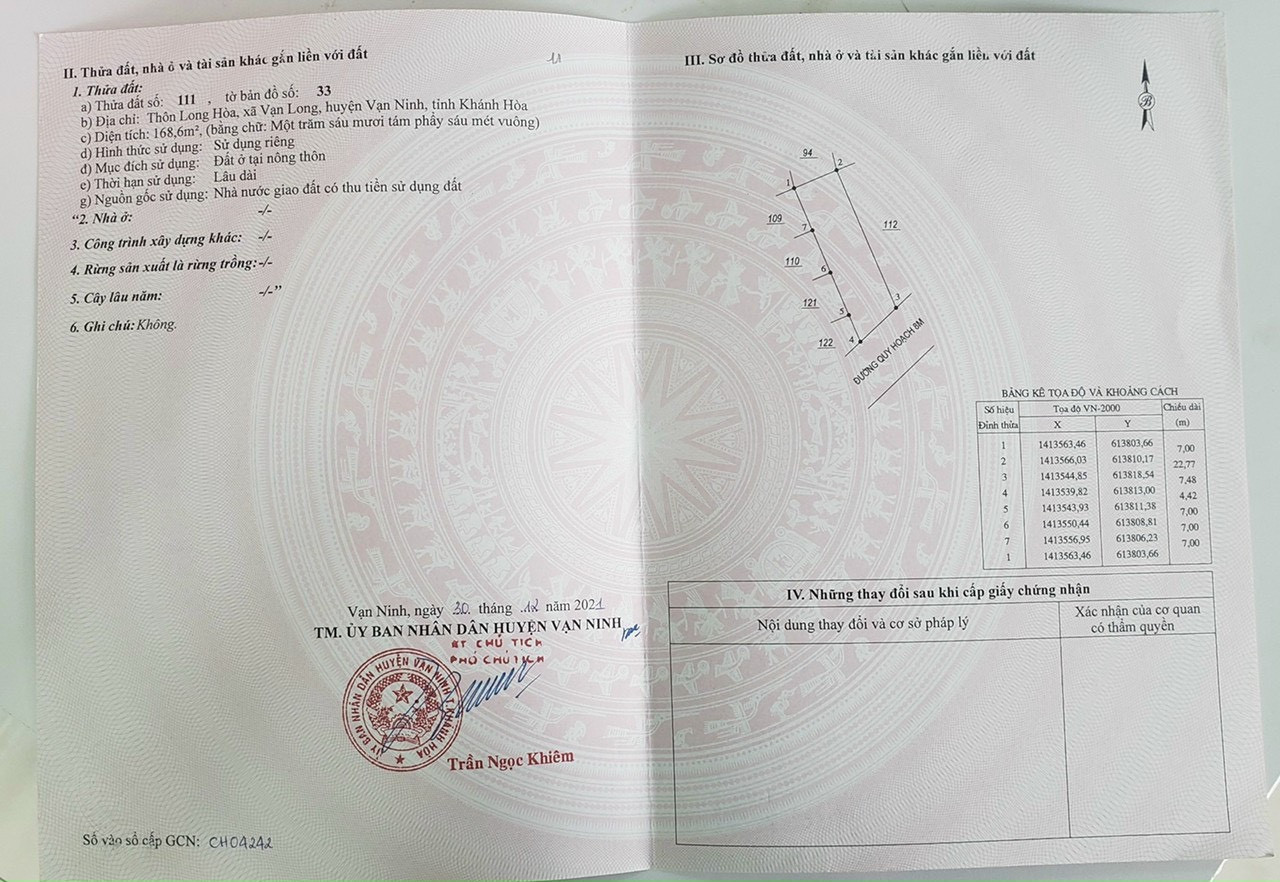 II. Thửa đất, nhà ở và tài sản khác gắn liền với đất
1. Thửa đất:
a) Thửa đất số: 111 , tờ bản đồ số: 33
b) Địa chỉ: Thôn Long Hòa, xã Vạn Long, huyện Vạn Ninh, tỉnh Khánh Hòa
c) Diện tích: 168,6m², (bằng chữ: Một trăm sáu mươi tám phẩy sáu mét vuông)
d) Hình thức sử dụng: Sử dụng riêng
đ) Mục đích sử dụng: Đất ở tại nông thôn
e) Thời hạn sử dụng: Lâu dài
g) Nguồn gốc sử dụng: Nhà nước giao đất có thu tiền sử dụng đất
“2. Nhà ở: -/-
3. Công trình xây dựng khác: -/-
4. Rừng sản xuất là rừng trồng:-/-
5. Cây lâu năm: -/-”
6. Ghi chú: Không.
Vạn Ninh, ngày 30 tháng 12 năm 2021
TM. ỦY BAN NHÂN DÂN HUYỆN VẠN NINH
KT CHỦ TỊCH
PHÓ CHỦ TỊCH
ỦY BAN NHÂN DÂN HUYỆN VẠN NINH T.KHÁNH HÒA
Trần Ngọc Khiêm
Số vào sổ cấp GCN: CH04242
III. Sơ đồ thửa đất, nhà ở và tài sản khác gắn liền với đất
B
94
1
2
109
7
112
110
6
121
3
5
122
4
ĐƯỜNG QUY HOẠCH 8M
BẢNG KÊ TỌA ĐỘ VÀ KHOẢNG CÁCH
Số hiệu Đỉnh thửa
Tọa độ VN-2000
Chiều dài (m)
X Y
1 1413563,46 613803,66
7,00
2 1413566,03 613810,17
22,77
3 1413544,85 613818,54
7,48
4 1413539,82 613813,00
4,42
5 1413543,93 613811,38
7,00
6 1413550,44 613808,81
7,00
7 1413556,95 613806,23
7,00
1 1413563,46 613803,66
IV. Những thay đổi sau khi cấp giấy chứng nhận
Nội dung thay đổi và cơ sở pháp lý
Xác nhận của cơ quan
có thẩm quyền